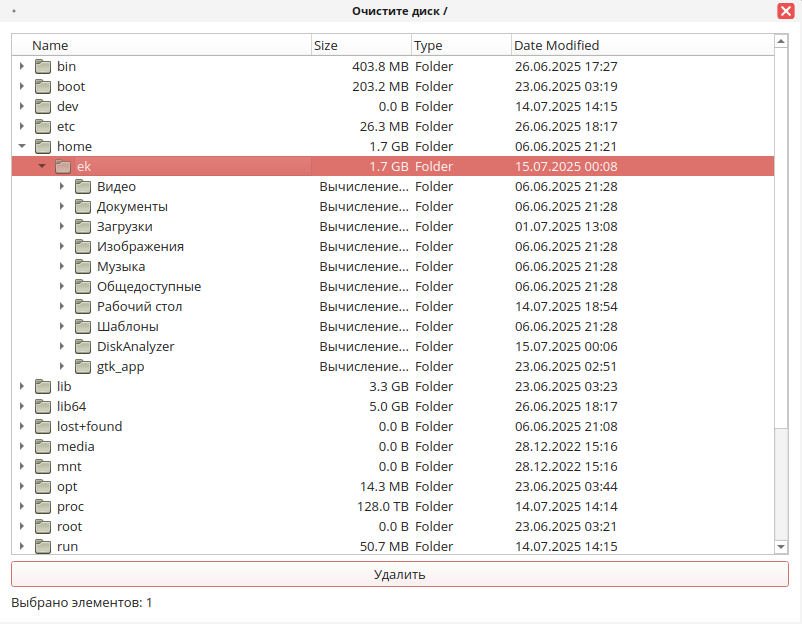 Очистите диск /
Name Size Type Date Modified
bin 403.8 MB Folder 26.06.2025 17:27
boot 203.2 MB Folder 23.06.2025 03:19
dev 0.0 B Folder 14.07.2025 14:15
etc 26.3 MB Folder 26.06.2025 18:17
home 1.7 GB Folder 06.06.2025 21:21
ek 1.7 GB Folder 15.07.2025 00:08
Видео Вычисление... Folder 06.06.2025 21:28
Документы Вычисление... Folder 06.06.2025 21:28
Загрузки Вычисление... Folder 01.07.2025 13:08
Изображения Вычисление... Folder 06.06.2025 21:28
Музыка Вычисление... Folder 06.06.2025 21:28
Общедоступные Вычисление... Folder 06.06.2025 21:28
Рабочий стол Вычисление... Folder 14.07.2025 18:54
Шаблоны Вычисление... Folder 06.06.2025 21:28
DiskAnalyzer Вычисление... Folder 15.07.2025 00:06
gtk_app Вычисление... Folder 23.06.2025 02:51
lib 3.3 GB Folder 23.06.2025 03:23
lib64 5.0 GB Folder 26.06.2025 18:17
lost+found 0.0 B Folder 06.06.2025 21:08
media 0.0 B Folder 28.12.2022 15:16
mnt 0.0 B Folder 28.12.2022 15:16
opt 14.3 MB Folder 23.06.2025 03:44
proc 128.0 TB Folder 14.07.2025 14:14
root 0.0 B Folder 23.06.2025 03:21
run 50.7 MB Folder 14.07.2025 14:15
Удалить
Выбрано элементов: 1